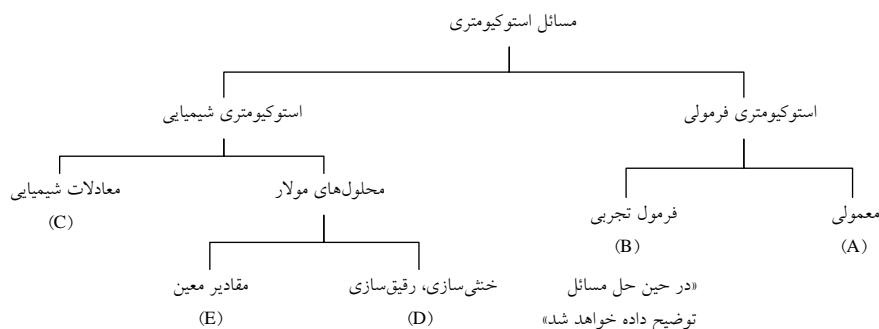 مسائل استوکیومتری
استوکیومتری فرمولی
استوکیومتری شیمیایی
معمولی
(A)
فرمول تجربی
(B)
محلول‌های مولار
معادلات شیمیایی
(C)
«در حین حل مسائل
توضیح داده خواهد شد»
خنثی‌سازی، رقیق‌سازی
(D)
مقادیر معین
(E)